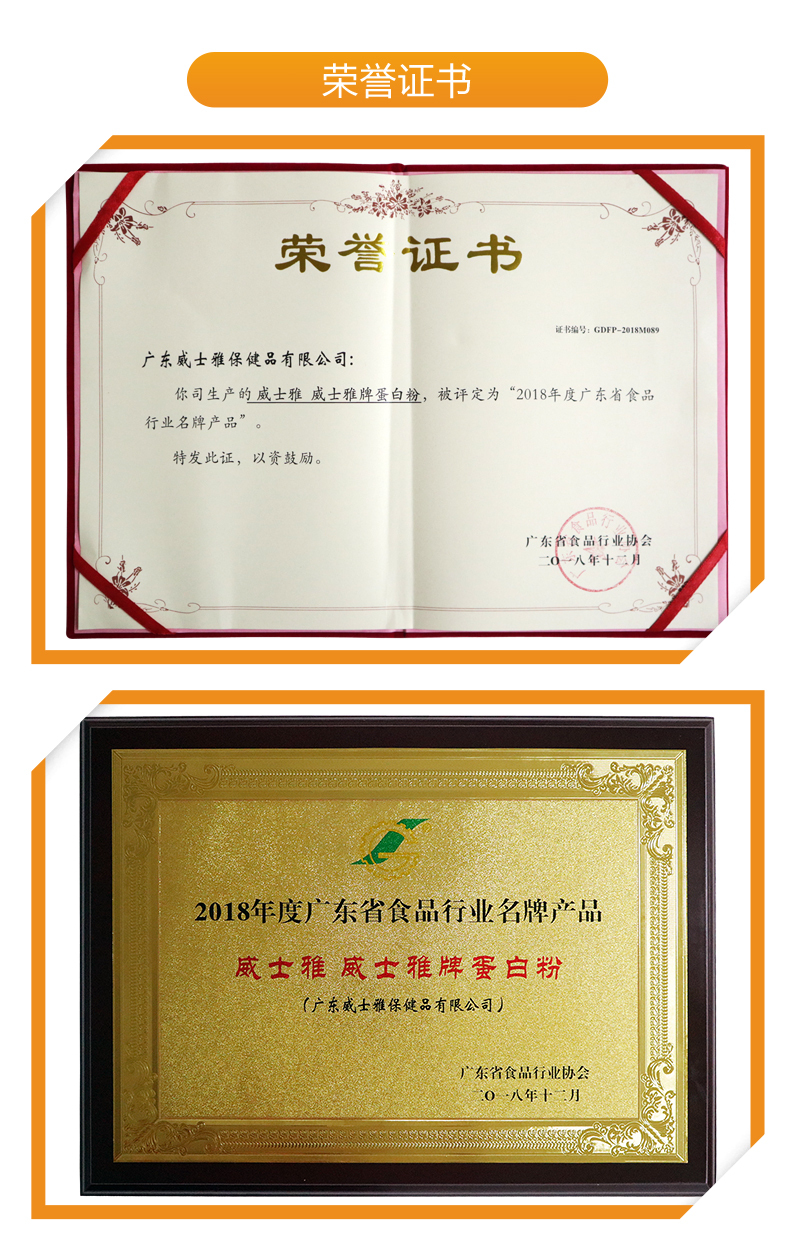 荣誉证书
荣誉证书
证书编号：GDFP-2018M089
广东威士雅保健品有限公司：
你司生产的 威士雅 威士雅牌蛋白粉，被评定为“2018年度广东省食品
行业名牌产品”。
特发此证，以资鼓励。
广东省食品行业协会
二〇一八年十二月
2018年度广东省食品行业名牌产品
威士雅 威士雅牌蛋白粉
（广东威士雅保健品有限公司）
广东省食品行业协会
二〇一八年十二月